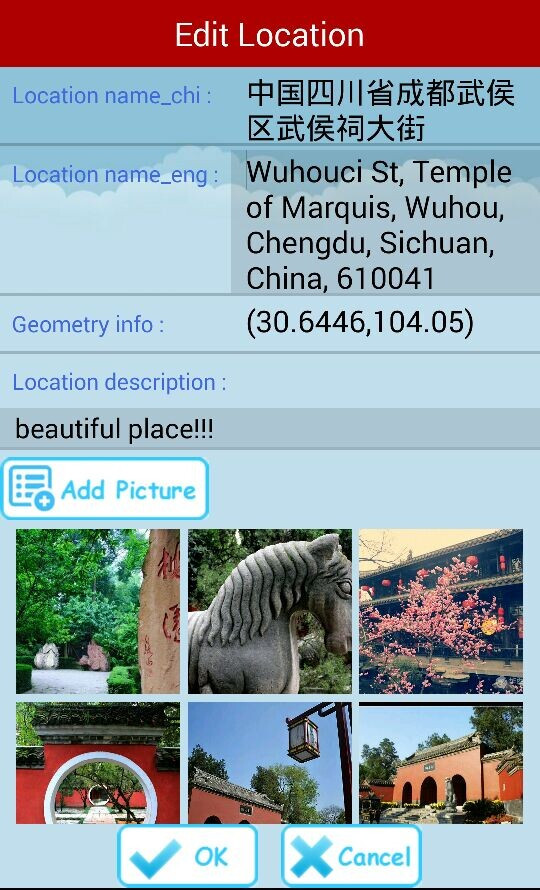 Edit Location
Location name_chi :
中国四川省成都武侯
区武侯祠大街
Location name_eng :
Wuhouci St, Temple
of Marquis, Wuhou,
Chengdu, Sichuan,
China, 610041
Geometry info :
(30.6446,104.05)
Location description :
beautiful place!!!
Add Picture
桃
OK
Cancel